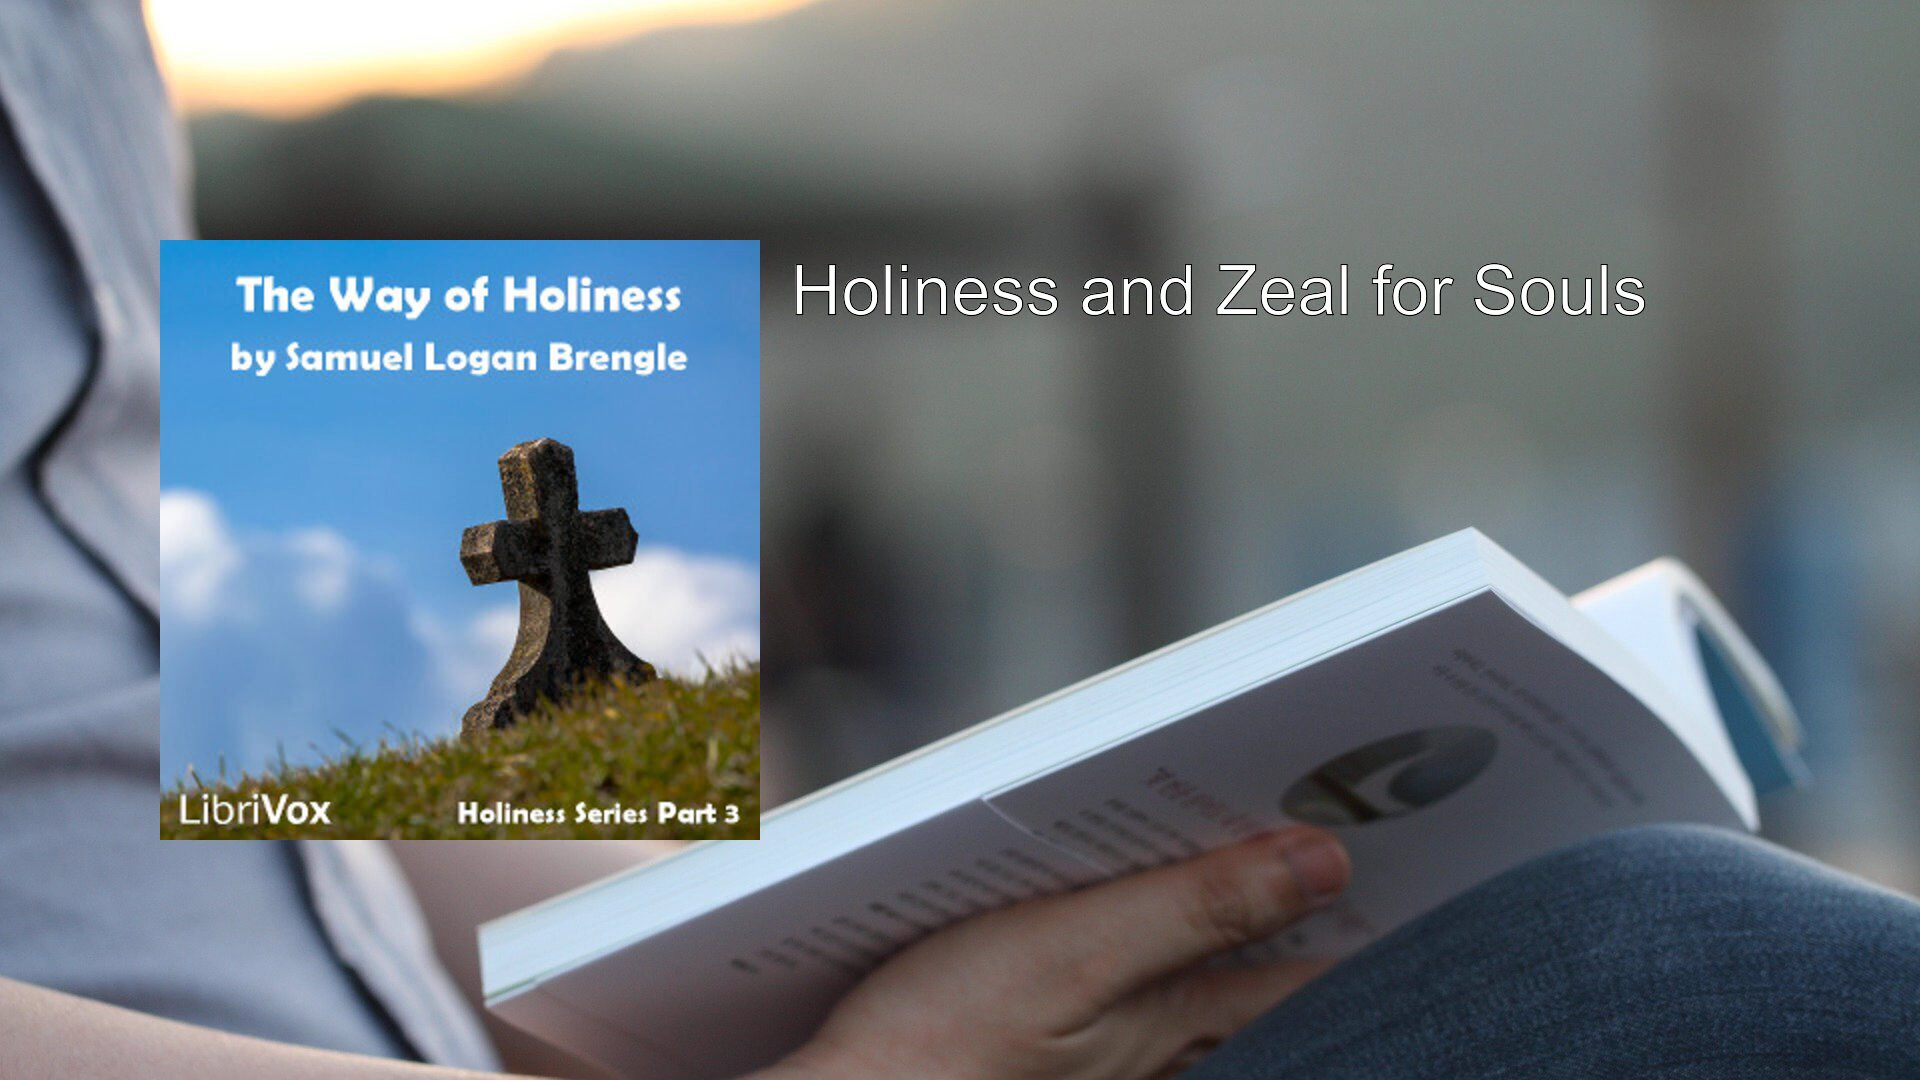 The Way of Holiness
by Samuel Logan Brengle
LibriVox
Holiness Series Part 3
Holiness and Zeal for Souls